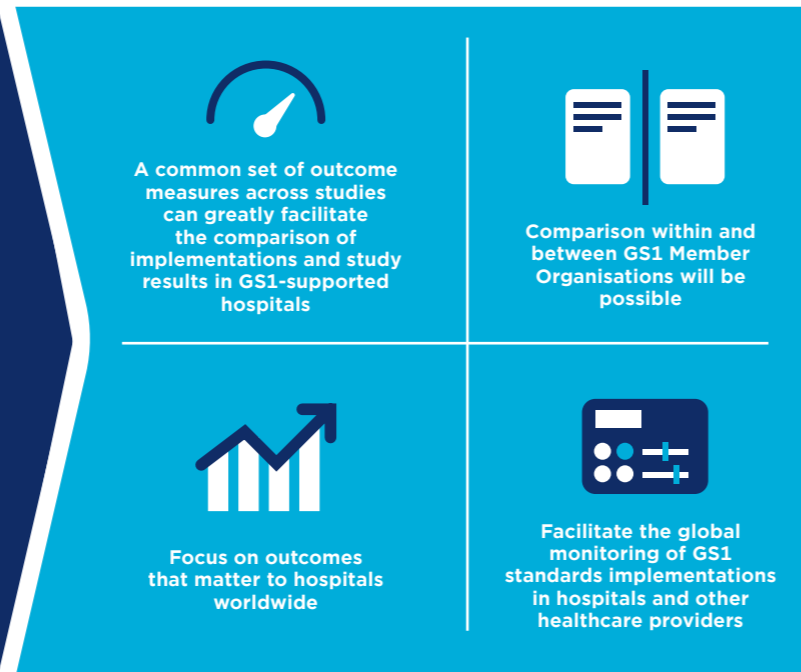 A common set of outcome
measures across studies
can greatly facilitate
the comparison of
implementations and study
results in GS1-supported
hospitals
Comparison within and
between GS1 Member
Organisations will be
possible
Focus on outcomes
that matter to hospitals
worldwide
Facilitate the global
monitoring of GS1
standards implementations
in hospitals and other
healthcare providers